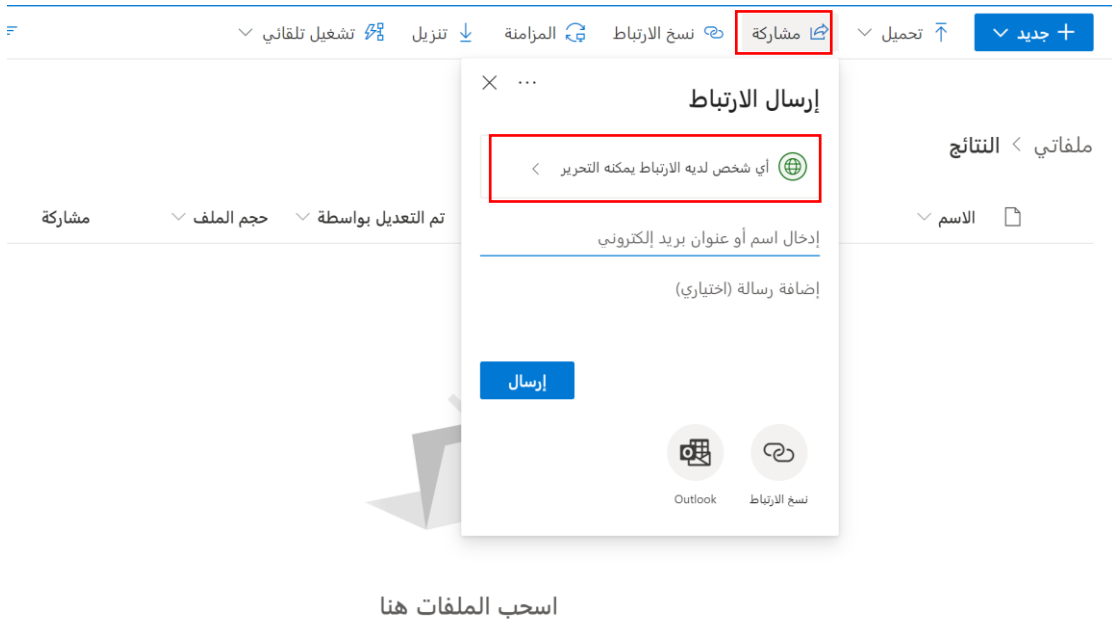 + جديد
تحميل
مشاركة
نسخ الارتباط
المزامنة
تنزيل
تشغيل تلقائي
ملفاتي > النتائج
الاسم
تم التعديل بواسطة
حجم الملف
مشاركة
إرسال الارتباط
أي شخص لديه الارتباط يمكنه التحرير
إدخال اسم أو عنوان بريد إلكتروني
إضافة رسالة (اختياري)
إرسال
نسخ الارتباط
Outlook
اسحب الملفات هنا